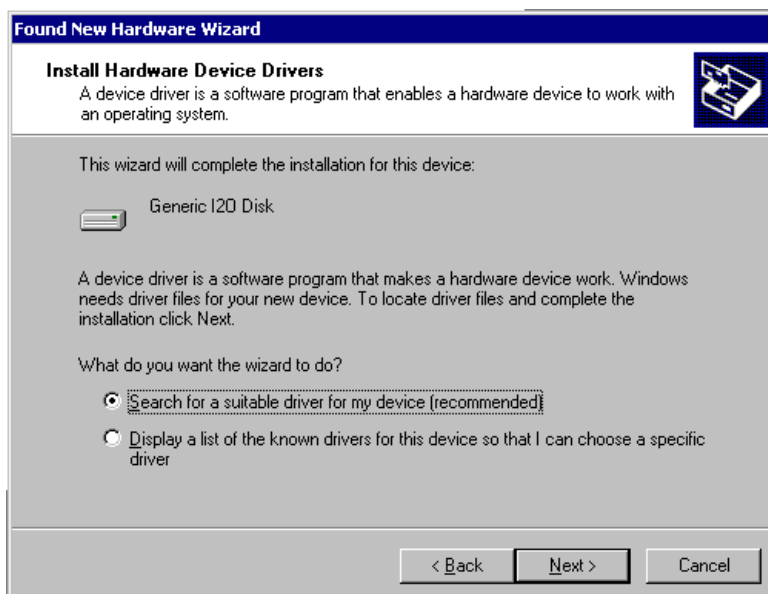 Found New Hardware Wizard
Install Hardware Device Drivers
A device driver is a software program that enables a hardware device to work with
an operating system.
This wizard will complete the installation for this device:
Generic I2O Disk
A device driver is a software program that makes a hardware device work. Windows
needs driver files for your new device. To locate driver files and complete the
installation click Next.
What do you want the wizard to do?
Search for a suitable driver for my device (recommended)
Display a list of the known drivers for this device so that I can choose a specific
driver
< Back Next > Cancel